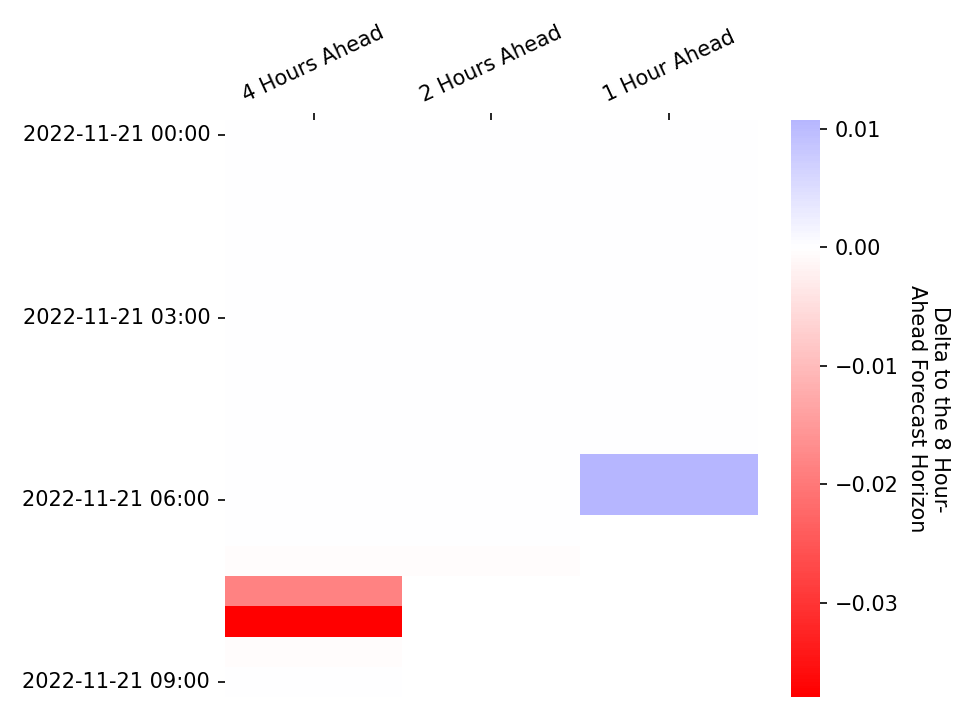 4 Hours Ahead
2 Hours Ahead
1 Hour Ahead
2022-11-21 00:00
2022-11-21 03:00
2022-11-21 06:00
2022-11-21 09:00
0.01
0.00
−0.01
−0.02
−0.03
Delta to the 8 Hour-
Ahead Forecast Horizon